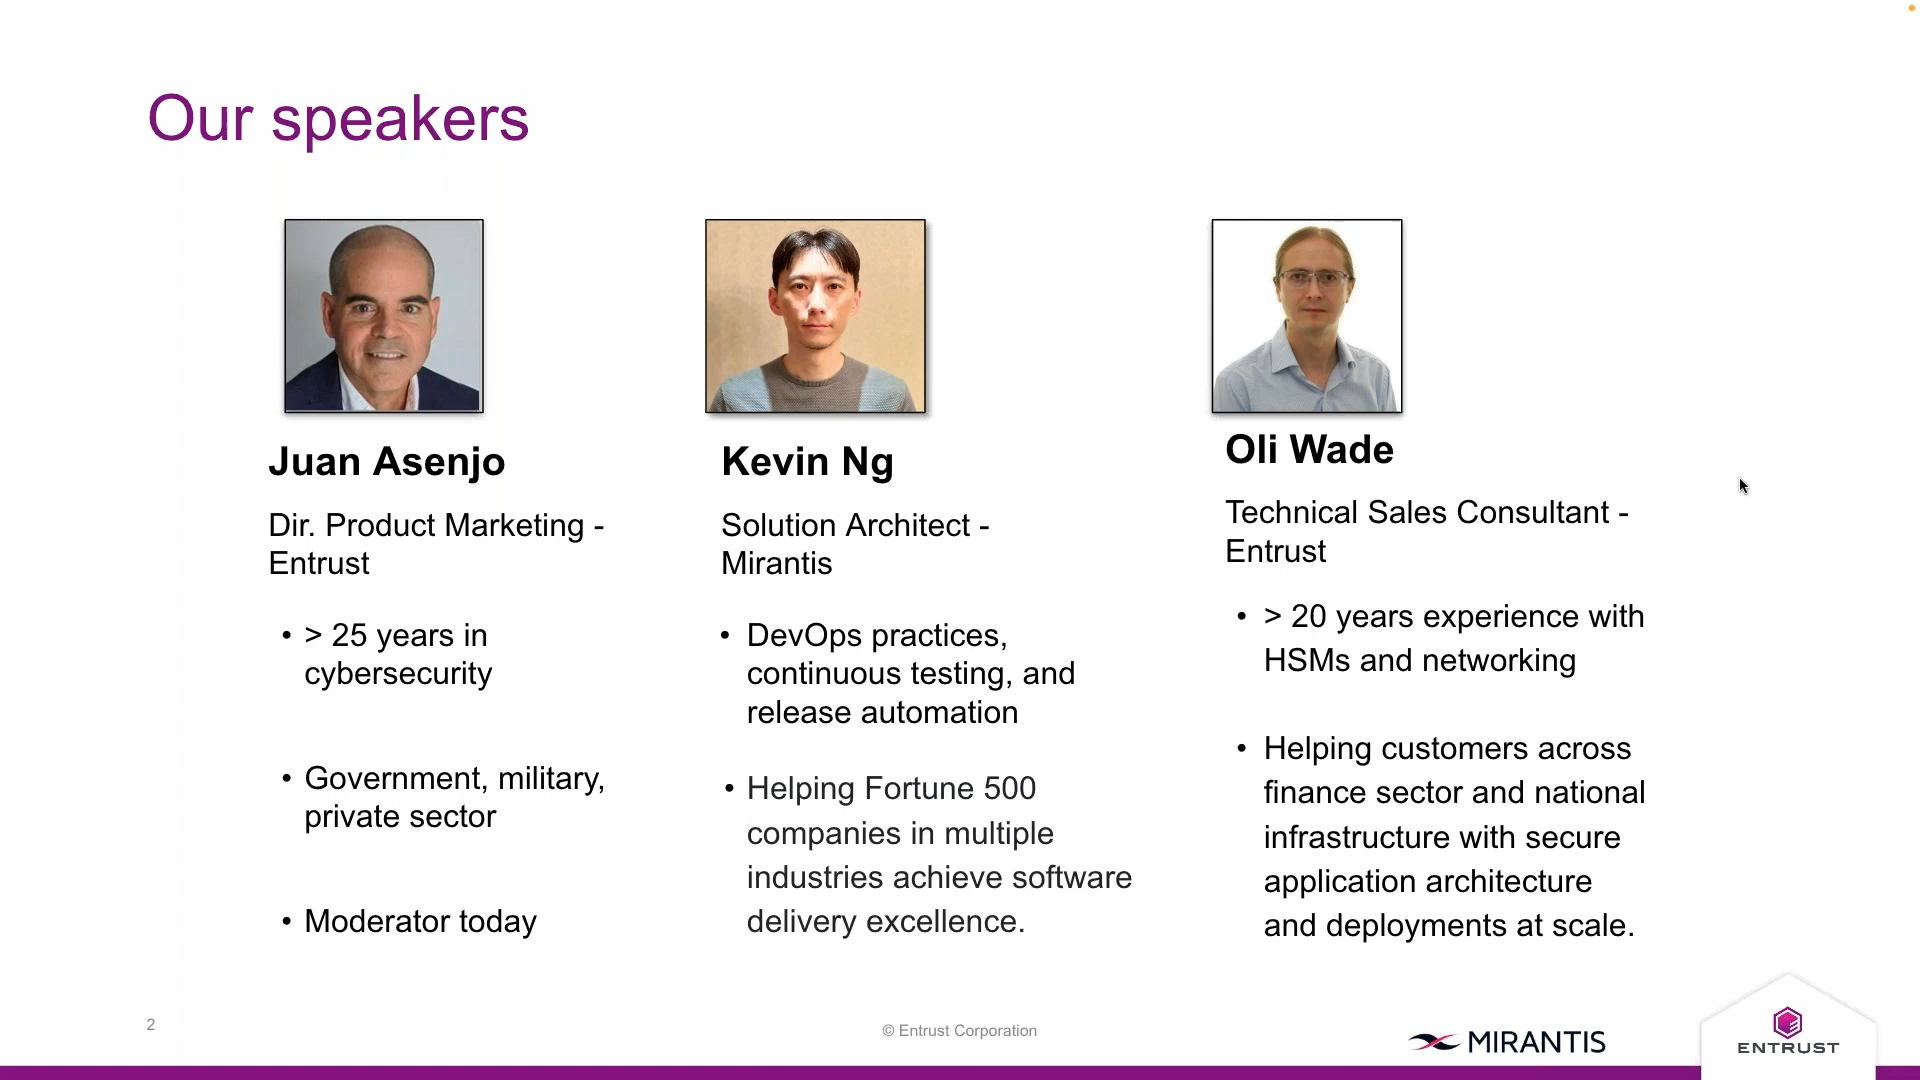 Our speakers
Juan Asenjo
Dir. Product Marketing -
Entrust
• > 25 years in
cybersecurity
• Government, military,
private sector
• Moderator today
Kevin Ng
Solution Architect -
Mirantis
• DevOps practices,
continuous testing, and
release automation
• Helping Fortune 500
companies in multiple
industries achieve software
delivery excellence.
Oli Wade
Technical Sales Consultant -
Entrust
• > 20 years experience with
HSMs and networking
• Helping customers across
finance sector and national
infrastructure with secure
application architecture
and deployments at scale.
2
© Entrust Corporation
MIRANTIS
ENTRUST